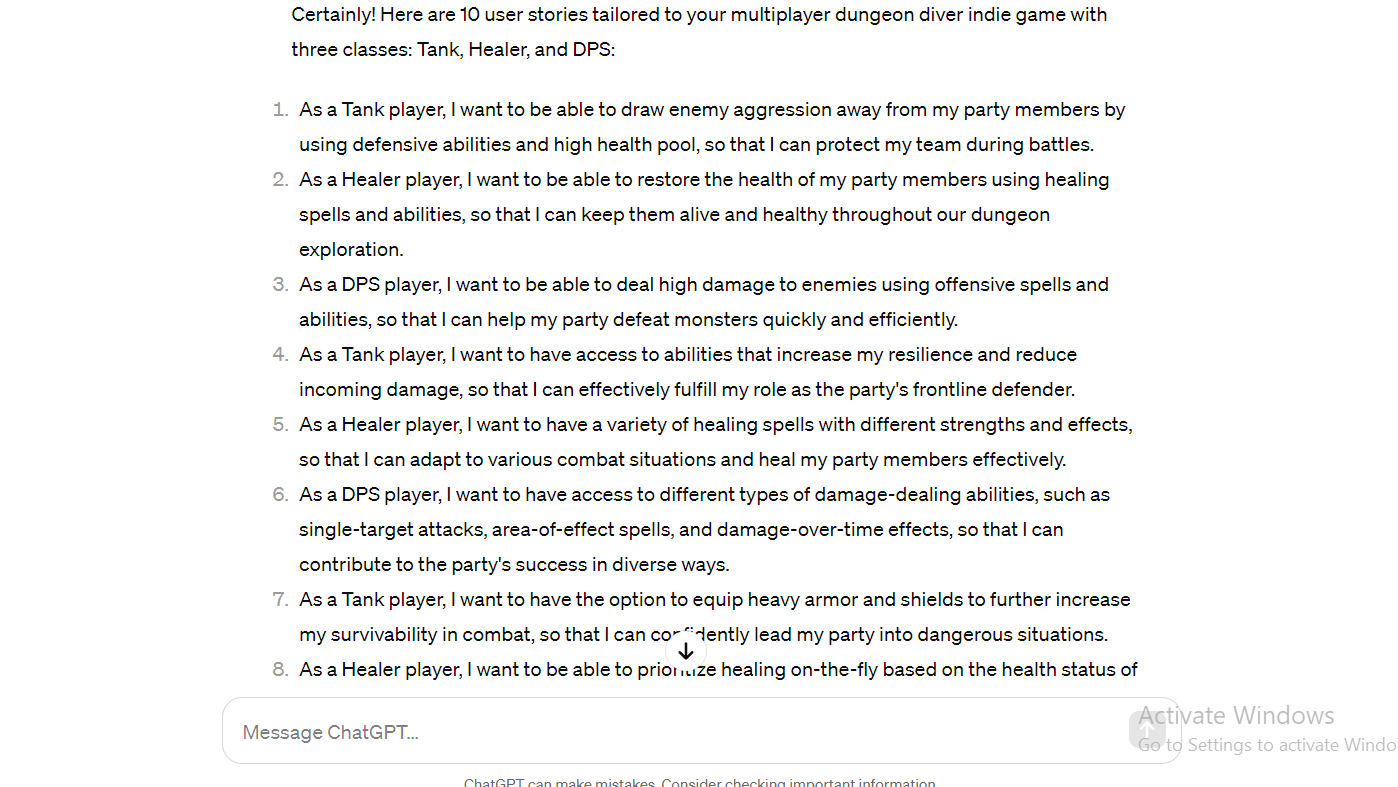 Certainly! Here are 10 user stories tailored to your multiplayer dungeon diver indie game with
three classes: Tank, Healer, and DPS:
1. As a Tank player, I want to be able to draw enemy aggression away from my party members by
using defensive abilities and high health pool, so that I can protect my team during battles.
2. As a Healer player, I want to be able to restore the health of my party members using healing
spells and abilities, so that I can keep them alive and healthy throughout our dungeon
exploration.
3. As a DPS player, I want to be able to deal high damage to enemies using offensive spells and
abilities, so that I can help my party defeat monsters quickly and efficiently.
4. As a Tank player, I want to have access to abilities that increase my resilience and reduce
incoming damage, so that I can effectively fulfill my role as the party's frontline defender.
5. As a Healer player, I want to have a variety of healing spells with different strengths and effects,
so that I can adapt to various combat situations and heal my party members effectively.
6. As a DPS player, I want to have access to different types of damage-dealing abilities, such as
single-target attacks, area-of-effect spells, and damage-over-time effects, so that I can
contribute to the party's success in diverse ways.
7. As a Tank player, I want to have the option to equip heavy armor and shields to further increase
my survivability in combat, so that I can confidently lead my party into dangerous situations.
8. As a Healer player, I want to be able to prioritize healing on-the-fly based on the health status of
Message ChatGPT...
Activate Windows
Go to Settings to activate Windo
ChatGPT can make mistakes. Consider checking important information.